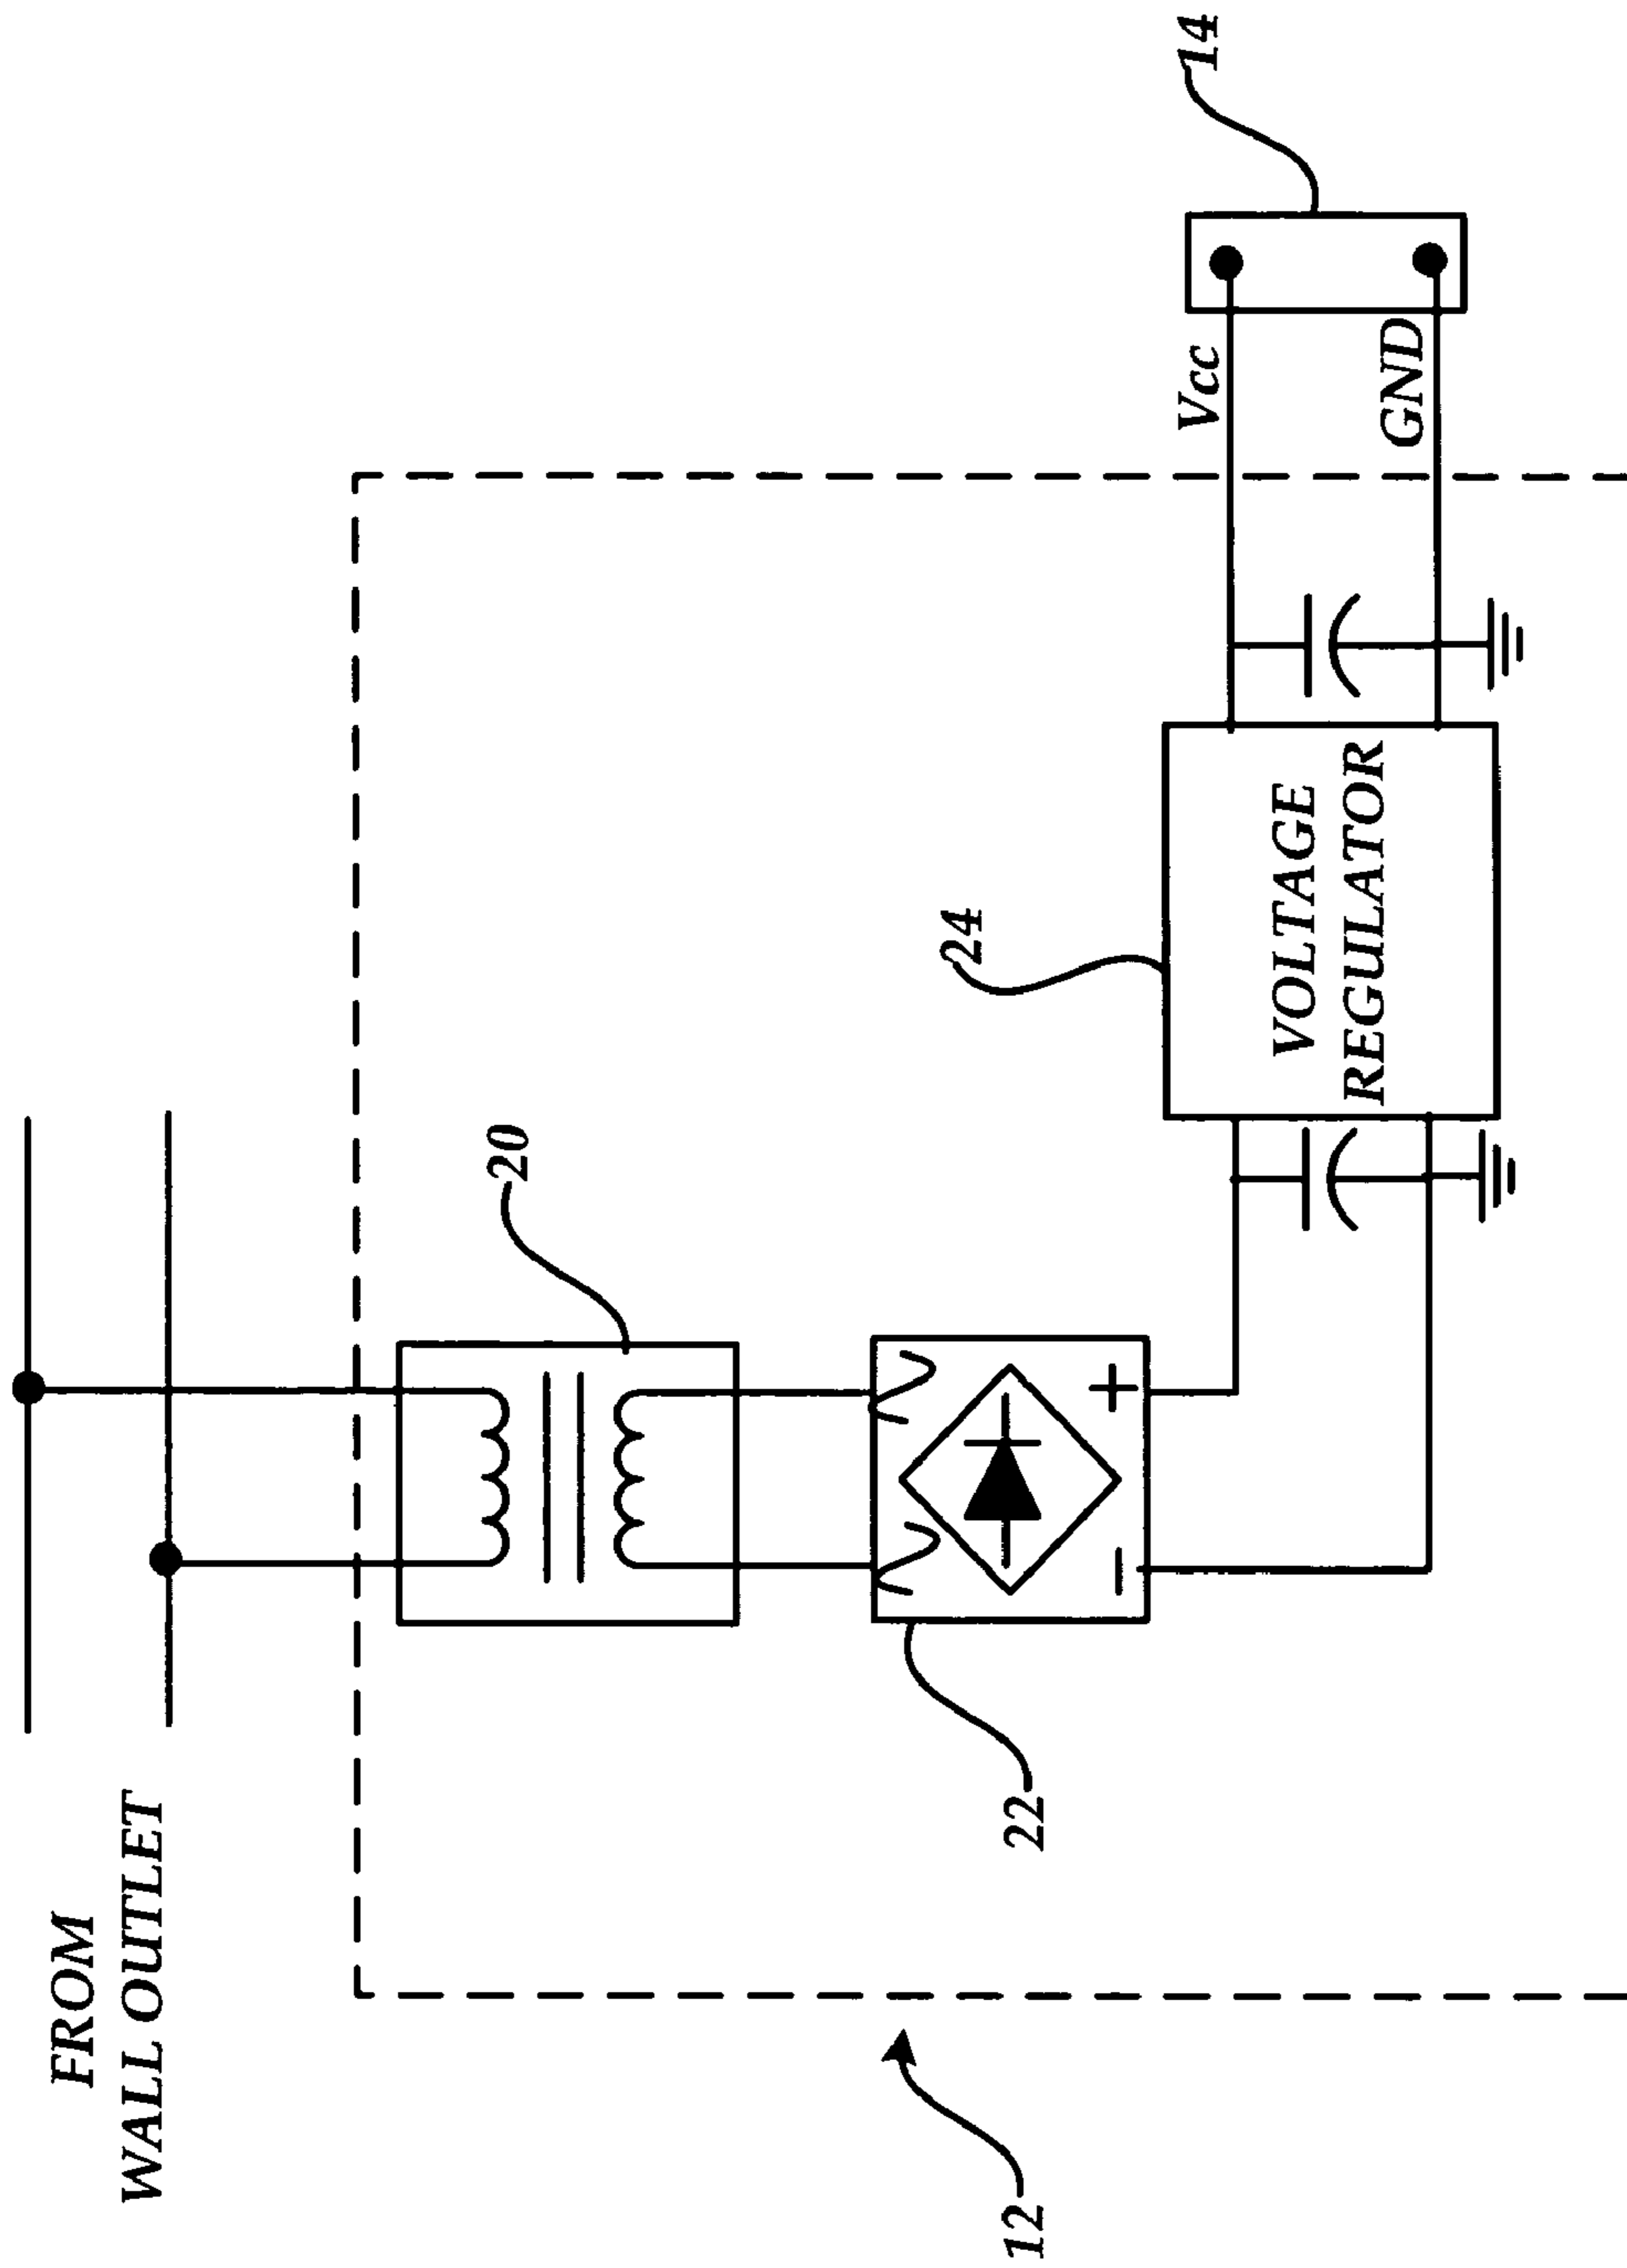 FROM
WALL OUTLET
20
24
VOLTAGE
REGULATOR
Vcc
GND
14
+
−
22
12